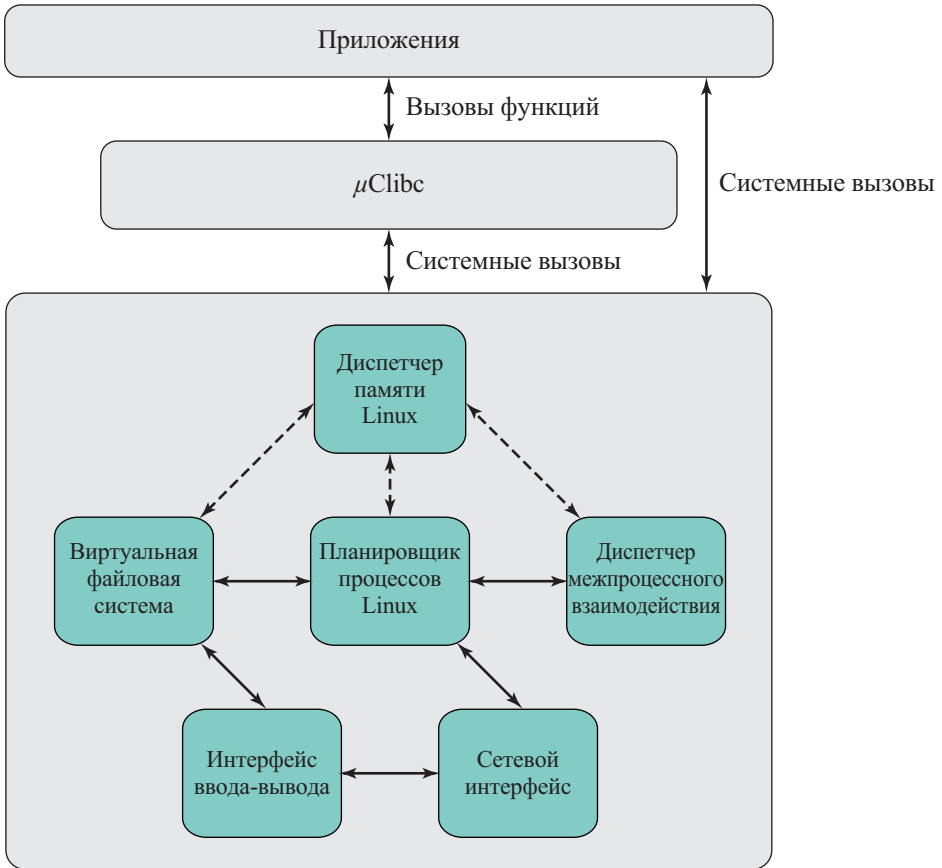 Приложения
Вызовы функций
μClibc
Системные вызовы
Системные вызовы
Диспетчер
памяти
Linux
Виртуальная
файловая
система
Планировщик
процессов
Linux
Диспетчер
межпроцессного
взаимодействия
Интерфейс
ввода-вывода
Сетевой
интерфейс